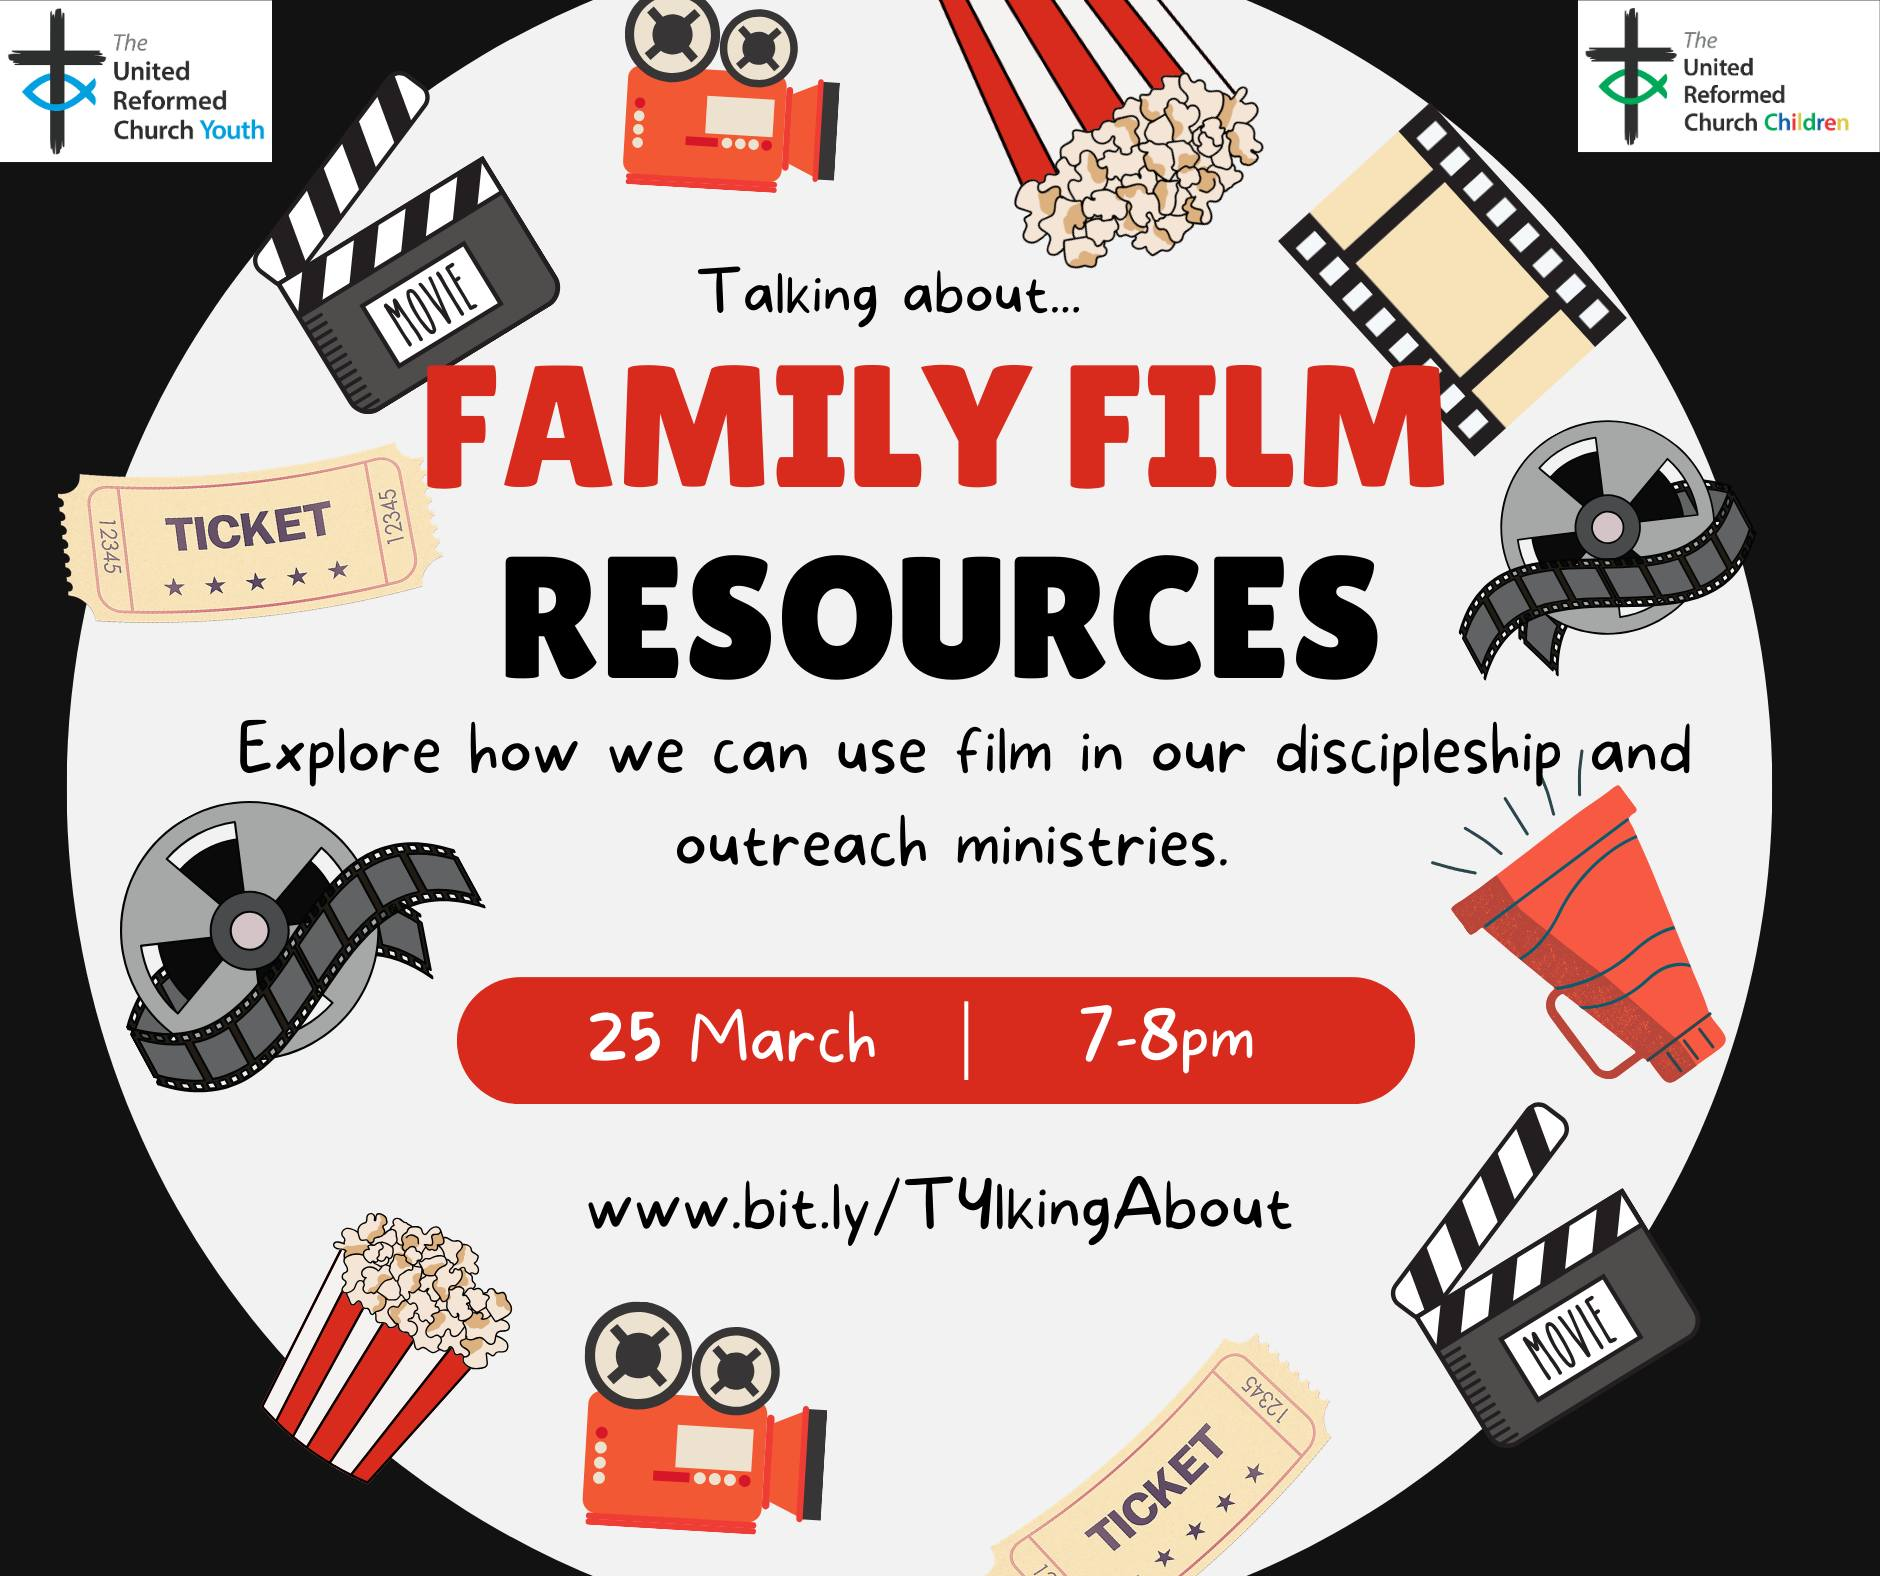 The
United
Reformed
Church Youth
The
United
Reformed
Church Children
MOVIE
Talking about...
FAMILY FILM
TICKET
12345
12345
RESOURCES
Explore how we can use film in our discipleship and
outreach ministries.
25 March | 7-8pm
www.bit.ly/TYlkingAbout
MOVIE
TICKET
12345